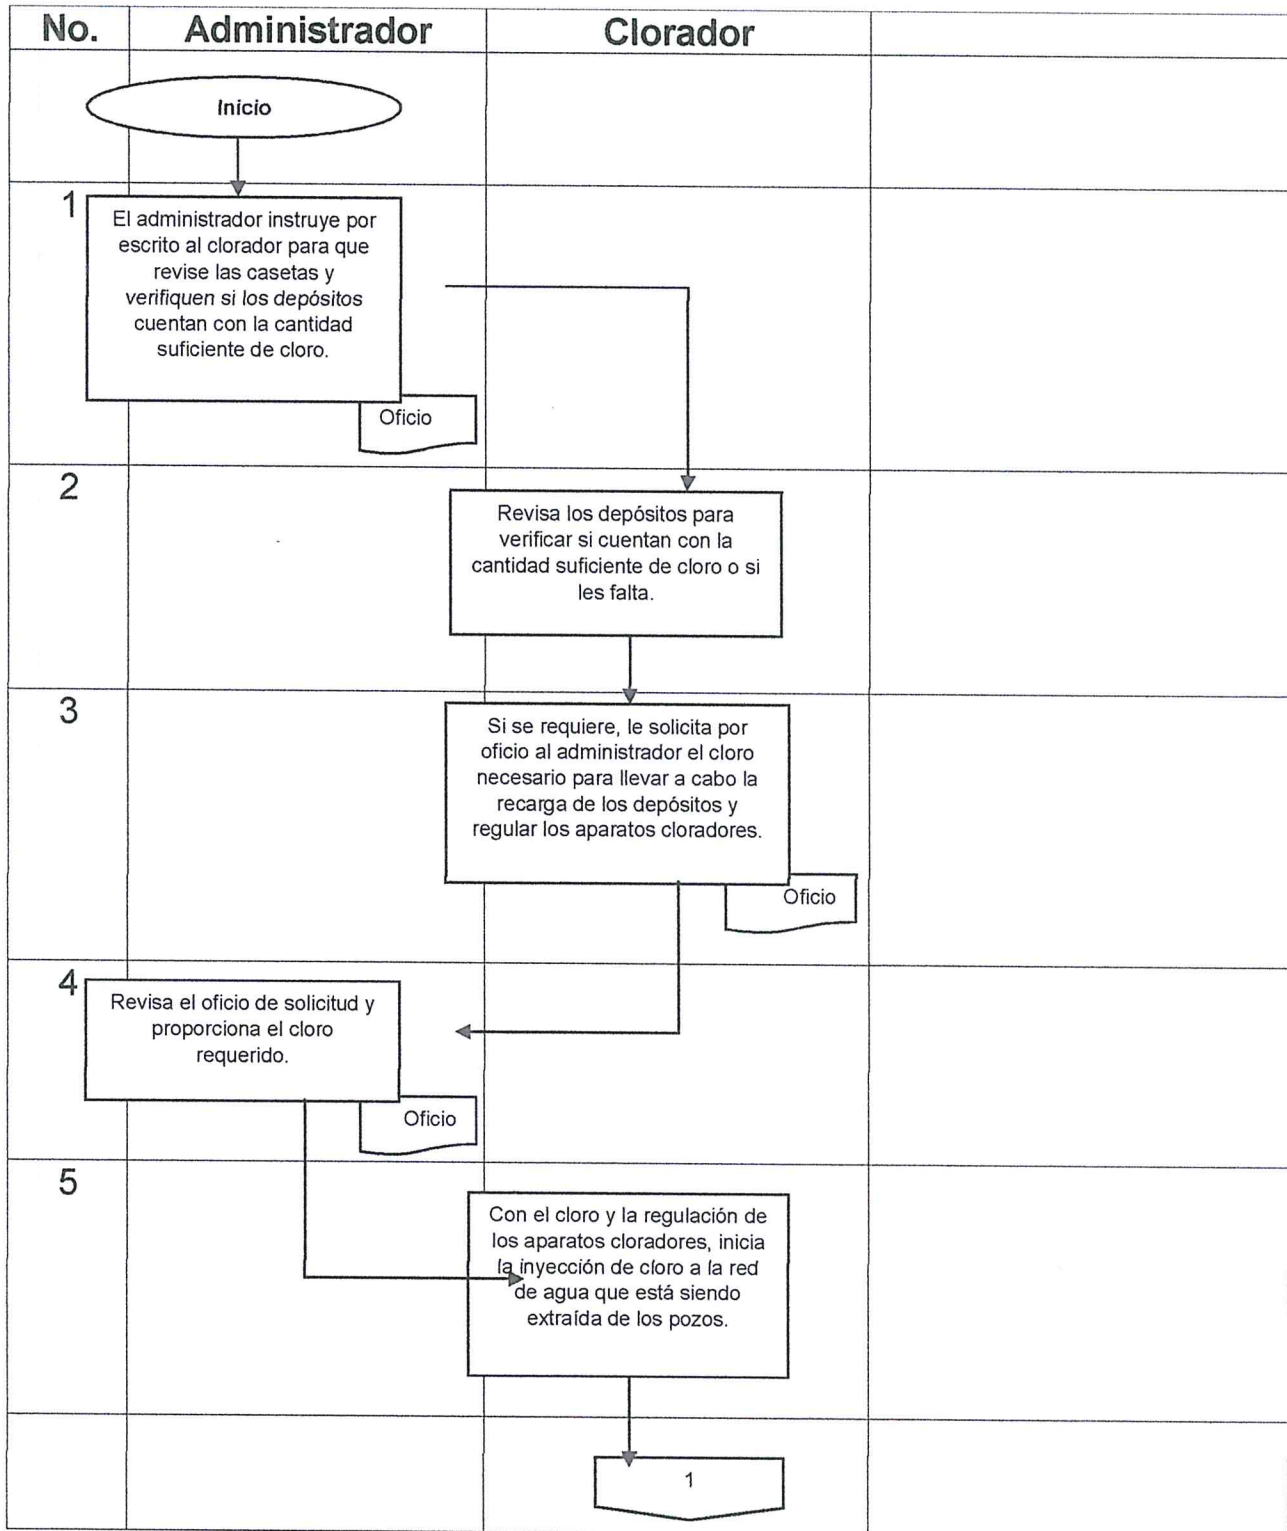 No. Administrador Clorador
Inicio
1
El administrador instruye por
escrito al clorador para que
revise las casetas y
verifiquen si los depósitos
cuentan con la cantidad
suficiente de cloro.
Oficio
2
Revisa los depósitos para
verificar si cuentan con la
cantidad suficiente de cloro o si
les falta.
3
Si se requiere, le solicita por
oficio al administrador el cloro
necesario para llevar a cabo la
recarga de los depósitos y
regular los aparatos cloradores.
Oficio
4
Revisa el oficio de solicitud y
proporciona el cloro
requerido.
Oficio
5
Con el cloro y la regulación de
los aparatos cloradores, inicia
la inyección de cloro a la red
de agua que está siendo
extraída de los pozos.
1